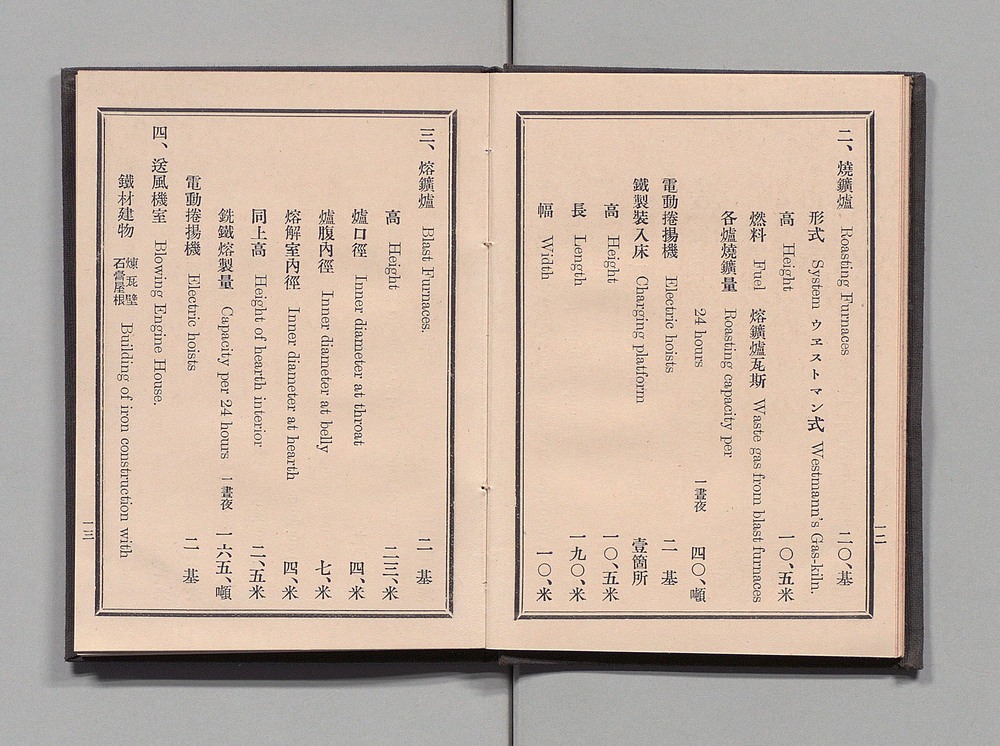 二、燒鑛爐 Roasting Furnaces 二〇、基
形式 System ウヱストマン式 Westmann's Gas-kiln.
高 Height 一〇、五米
燃料 Fuel 熔鑛爐瓦斯 Waste gas from blast furnaces
各爐燒鑛量 Roasting capacity per
24 hours 一晝夜 四〇、噸
電動捲揚機 Electric hoists 二 基
鐵製裝入床 Charging platform 壹箇所
高 Height 一〇、五米
長 Length 一九〇、米
幅 Width 一〇、米
一二
三、熔鑛爐 Blast Furnaces. 二 基
高 Height 二三、米
爐口徑 Inner diameter at throat 四、米
爐腹內徑 Inner diameter at belly 七、米
熔解室內徑 Inner diameter at hearth 四、米
同上高 Height of hearth interior 二、五米
銑鐵熔製量 Capacity per 24 hours 一晝夜 一六五、噸
電動捲揚機 Electric hoists 二 基
四、送風機室 Blowing Engine House.
鐵材建物 煉瓦壁 石膏屋根 Building of iron construction with
一三